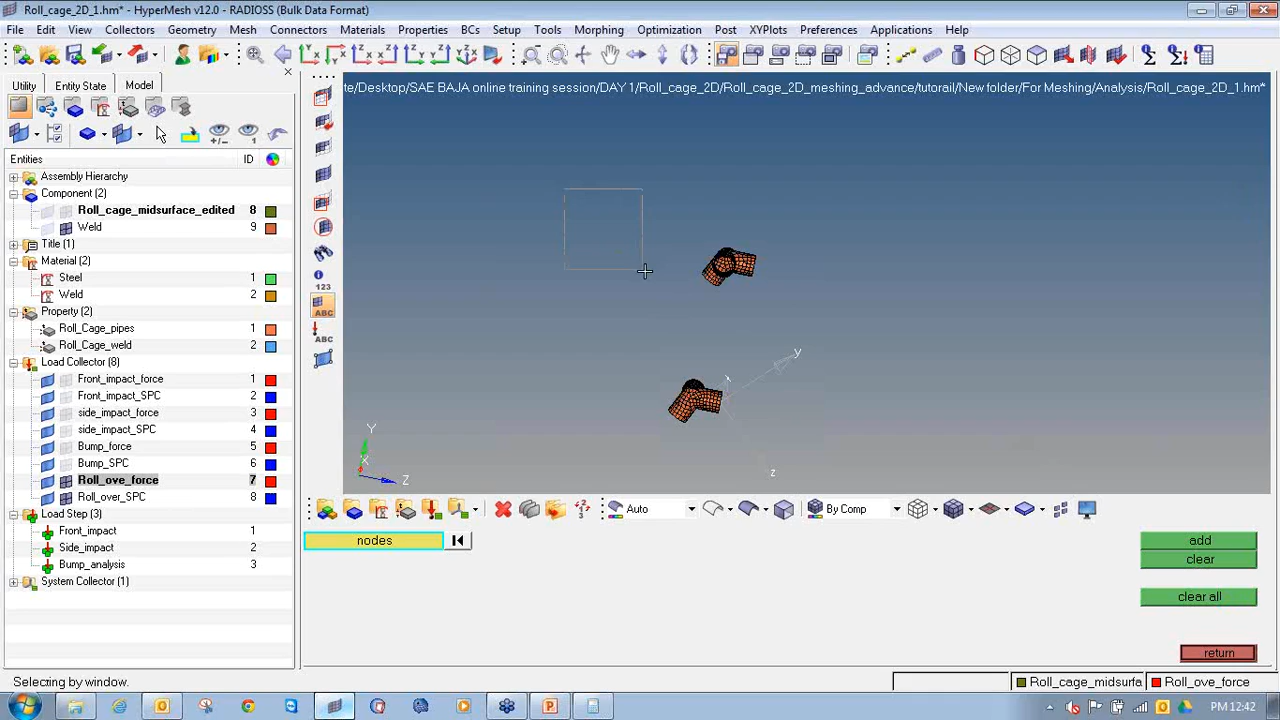 Roll_cage_2D_1.hm* - HyperMesh v12.0 - RADIOSS (Bulk Data Format)
File Edit View Collectors Geometry Mesh Connectors Materials Properties BCs Setup Tools Morphing Optimization Post XYPlots Preferences Applications Help
Utility Entity State Model
te/Desktop/SAE BAJA online training session/DAY 1/Roll_cage_2D/Roll_cage_2D_meshing_advance/tutorail/New folder/For Meshing/Analysis/Roll_cage_2D_1.hm*
Entities ID
Assembly Hierarchy
Component (2)
Roll_cage_midsurface_edited 8
Weld 9
Title (1)
Material (2)
Steel 1
Weld 2
Property (2)
Roll_Cage_pipes 1
Roll_Cage_weld 2
Load Collector (8)
Front_impact_force 1
Front_impact_SPC 2
side_impact_force 3
side_impact_SPC 4
Bump_force 5
Bump_SPC 6
Roll_ove_force 7
Roll_over_SPC 8
Load Step (3)
Front_impact 1
Side_impact 2
Bump_analysis 3
System Collector (1)
123
ABC
ABC
y
x
z
Y
X
Z
Auto By Comp
nodes
add
clear
clear all
return
Selecting by window.
Roll_cage_midsurfa Roll_ove_force
PM 12:42